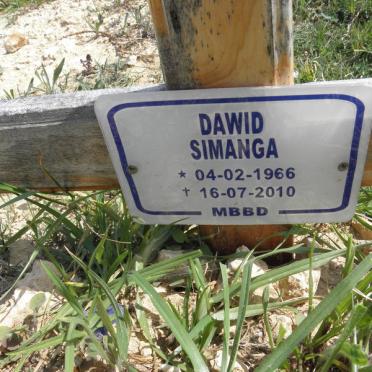 DAWID
SIMANGA
* 04-02-1966
† 16-07-2010
MBBD